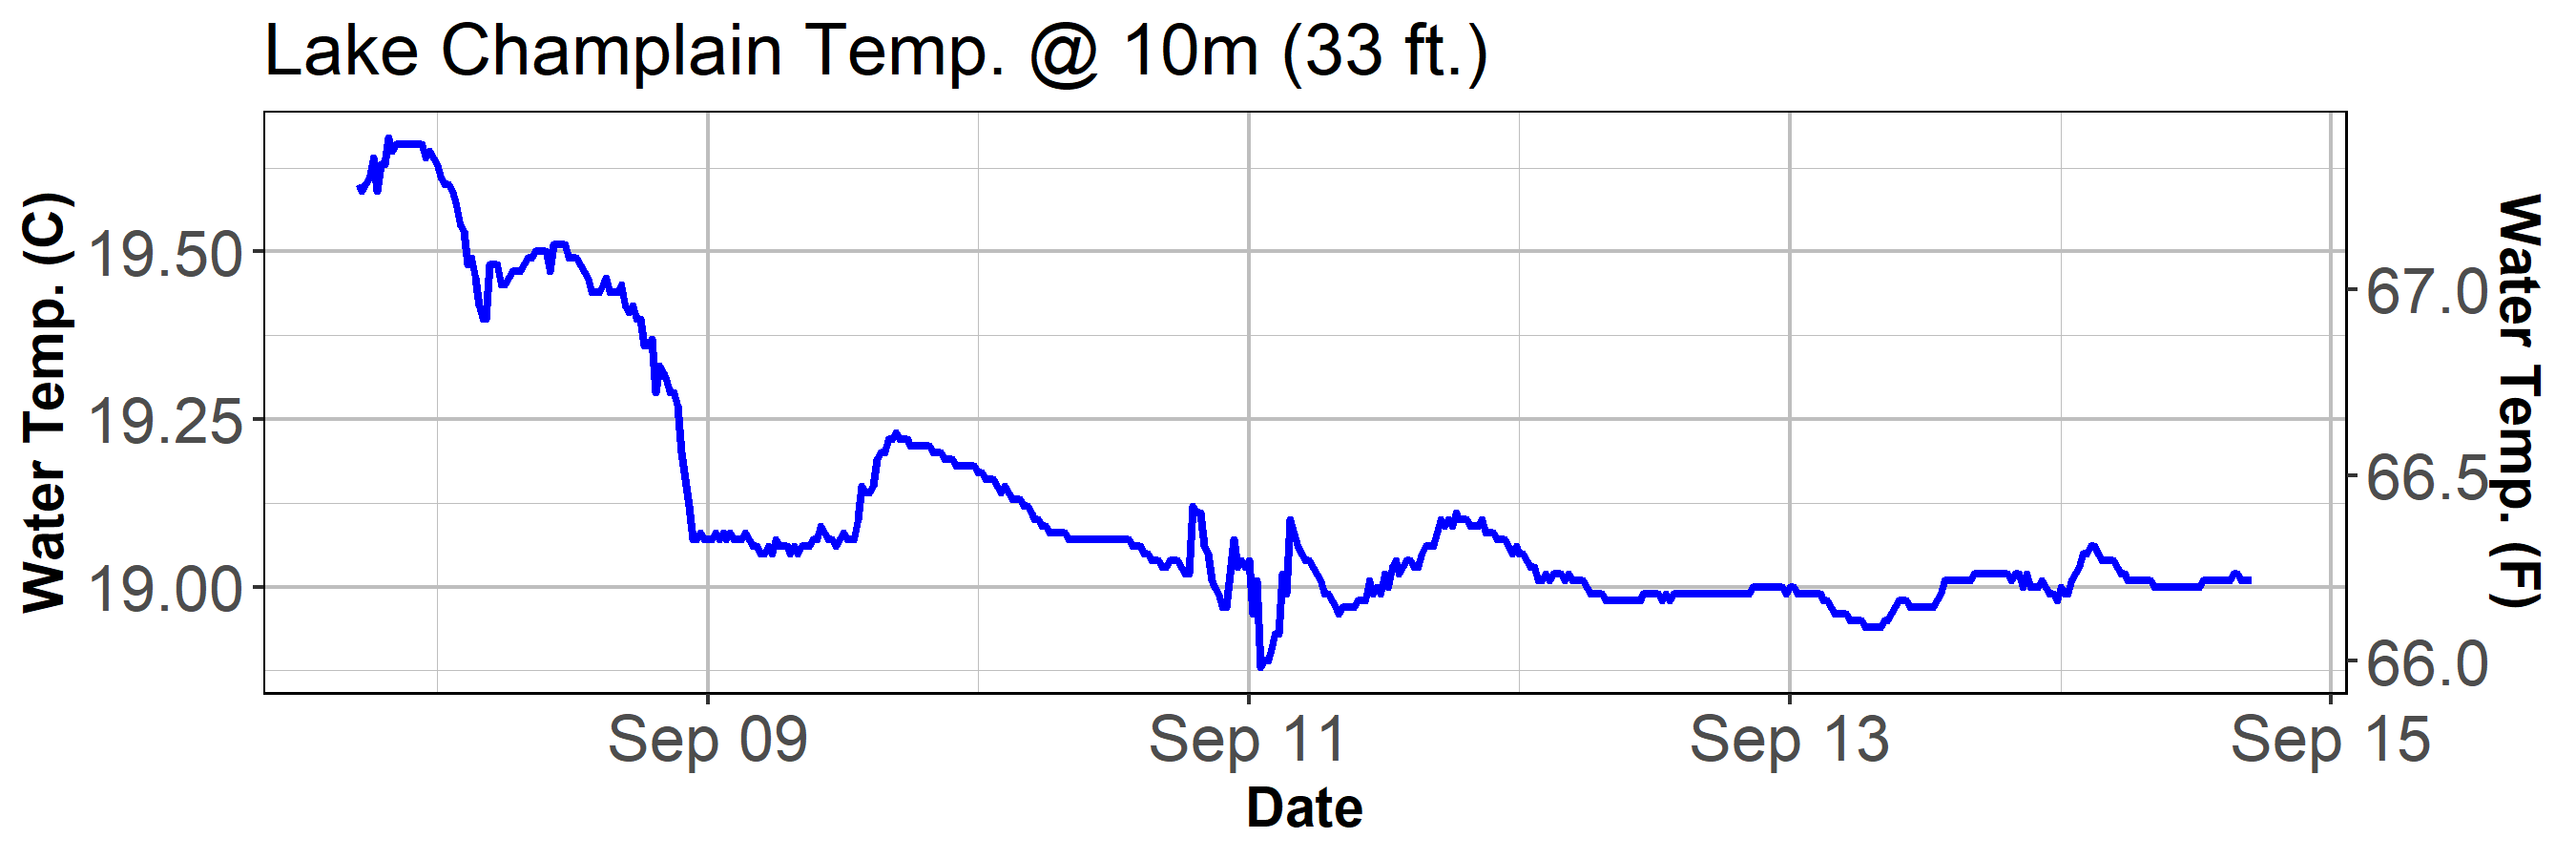 Lake Champlain Temp. @ 10m (33 ft.)
Water Temp. (C)
19.50
19.25
19.00
67.0
66.5
66.0
Water Temp. (F)
Sep 09
Sep 11
Sep 13
Sep 15
Date